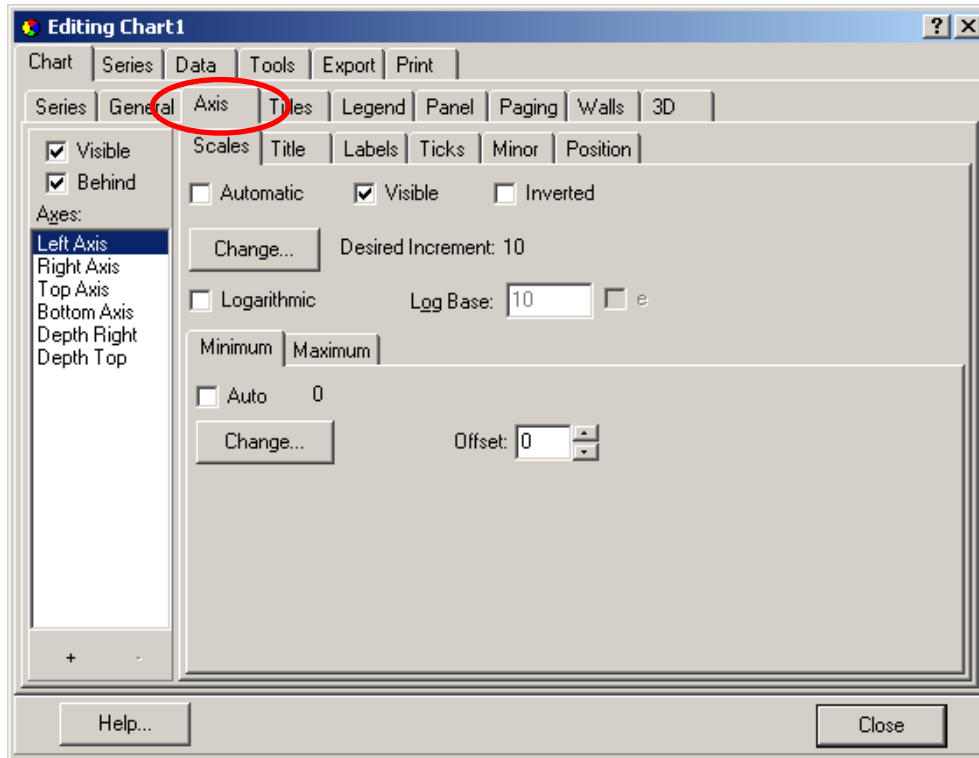 Editing Chart1
Chart Series Data Tools Export Print
Series General Axis Titles Legend Panel Paging Walls 3D
Visible
Behind
Axes:
Left Axis
Right Axis
Top Axis
Bottom Axis
Depth Right
Depth Top
+ -
Scales Title Labels Ticks Minor Position
Automatic Visible Inverted
Change... Desired Increment: 10
Logarithmic Log Base: 10 e
Minimum Maximum
Auto 0
Change... Offset: 0
Help... Close